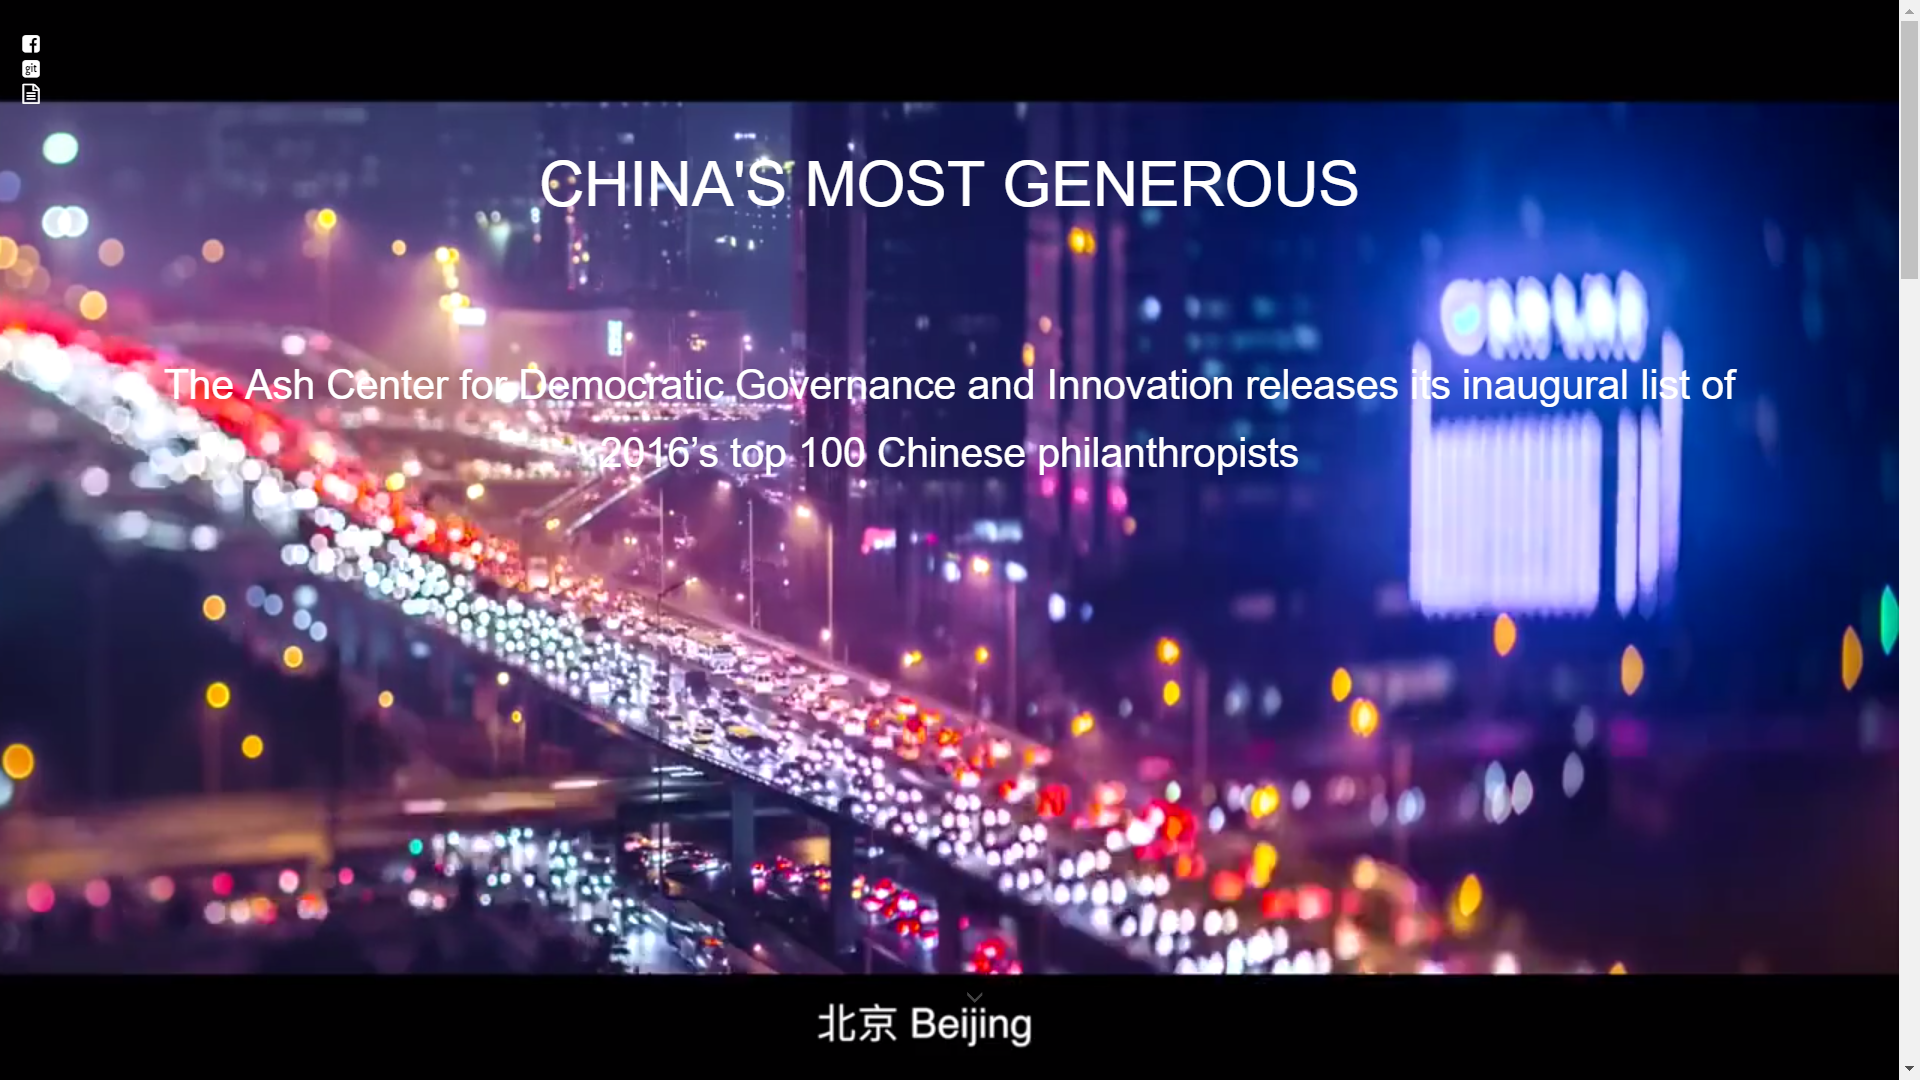 git
CHINA'S MOST GENEROUS
The Ash Center for Democratic Governance and Innovation releases its inaugural list of
2016’s top 100 Chinese philanthropists
北京 Beijing